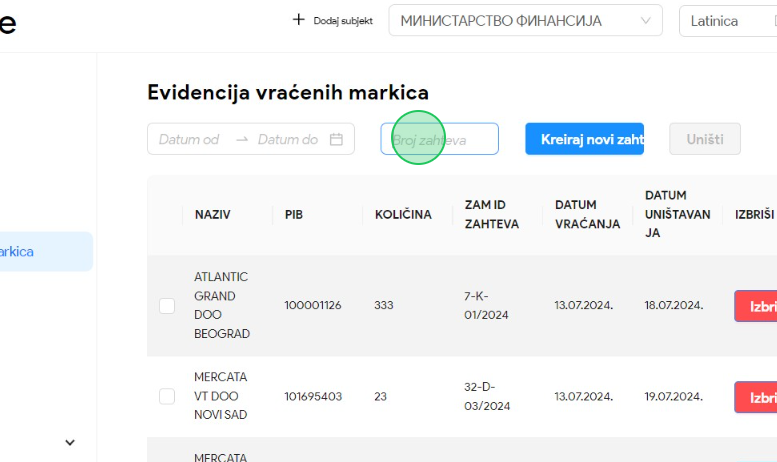 e
Dodaj subjekt
МИНИСТАРСТВО ФИНАНСИЈА
Latinica
Evidencija vraćenih markica
Datum od → Datum do
Broj zahteva
Kreiraj novi zaht
Uništi
arkica
NAZIV
PIB
KOLIČINA
ZAM ID
ZAHTEVA
DATUM
VRAĆANJA
DATUM
UNIŠTAVAN
JA
IZBRIŠI
ATLANTIC
GRAND
DOO
BEOGRAD
100001126
333
7-K-
01/2024
13.07.2024.
18.07.2024.
Izbri
MERCATA
VT DOO
NOVI SAD
101695403
23
32-D-
03/2024
13.07.2024.
19.07.2024.
Izbri
MERCATA